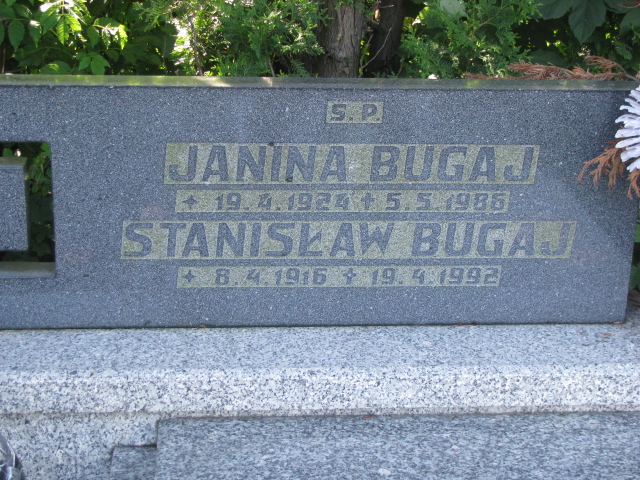 Ś.P.
JANINA BUGAJ
* 19.4.1924 + 5.5.1986
STANISŁAW BUGAJ
* 8.4.1916 + 19.4.1992